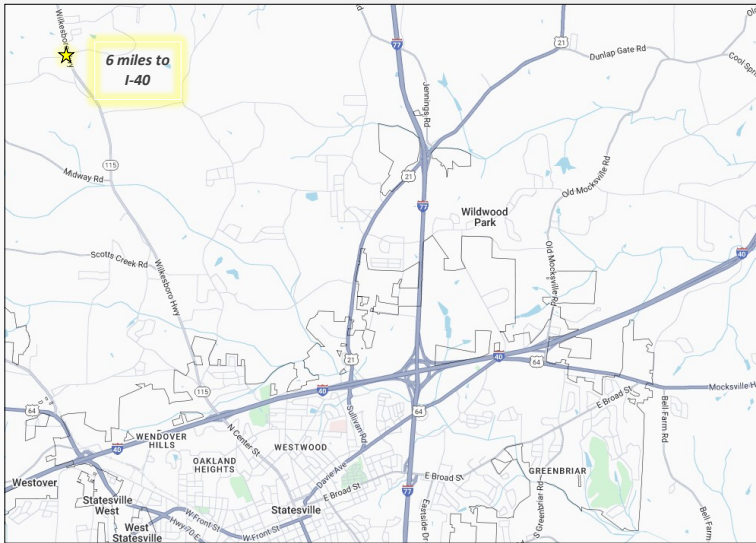 Wilkesboro H
6 miles to
I-40
77
21
Dunlap Gate Rd
Cool Spr
Jennings Rd
115
Midway Rd
21
Old Mocksville Rd
77
Wildwood
Park
Scotts Creek Rd
Wilkesboro Hwy
Old Mocksville Rd
40
21
40
64
115
40
64
Mocksville H
64
Sullivan Rd
E Broad St
Bell Farm Rd
WENDOVER
HILLS
N Center St
WESTWOOD
40
OAKLAND
HEIGHTS
Davie Ave
E Broad St
E Broad St
GREENBRIAR
Westover
Statesville
West
77
Eastside Dr
S Greenbriar Rd
Bell Farm
W Front St
Statesville
West
Statesville
Hwy 70 E
W Front St